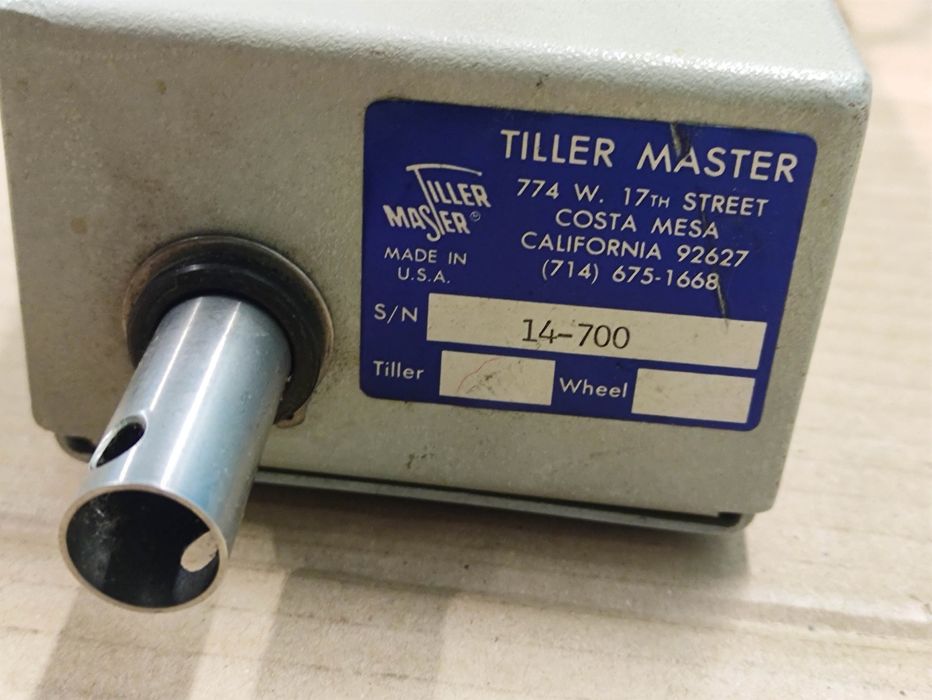 TILLER MASTER
TILLER
MASTER®
MADE IN
U.S.A.
774 W. 17TH STREET
COSTA MESA
CALIFORNIA 92627
(714) 675-1668
S/N 14-700
Tiller Wheel